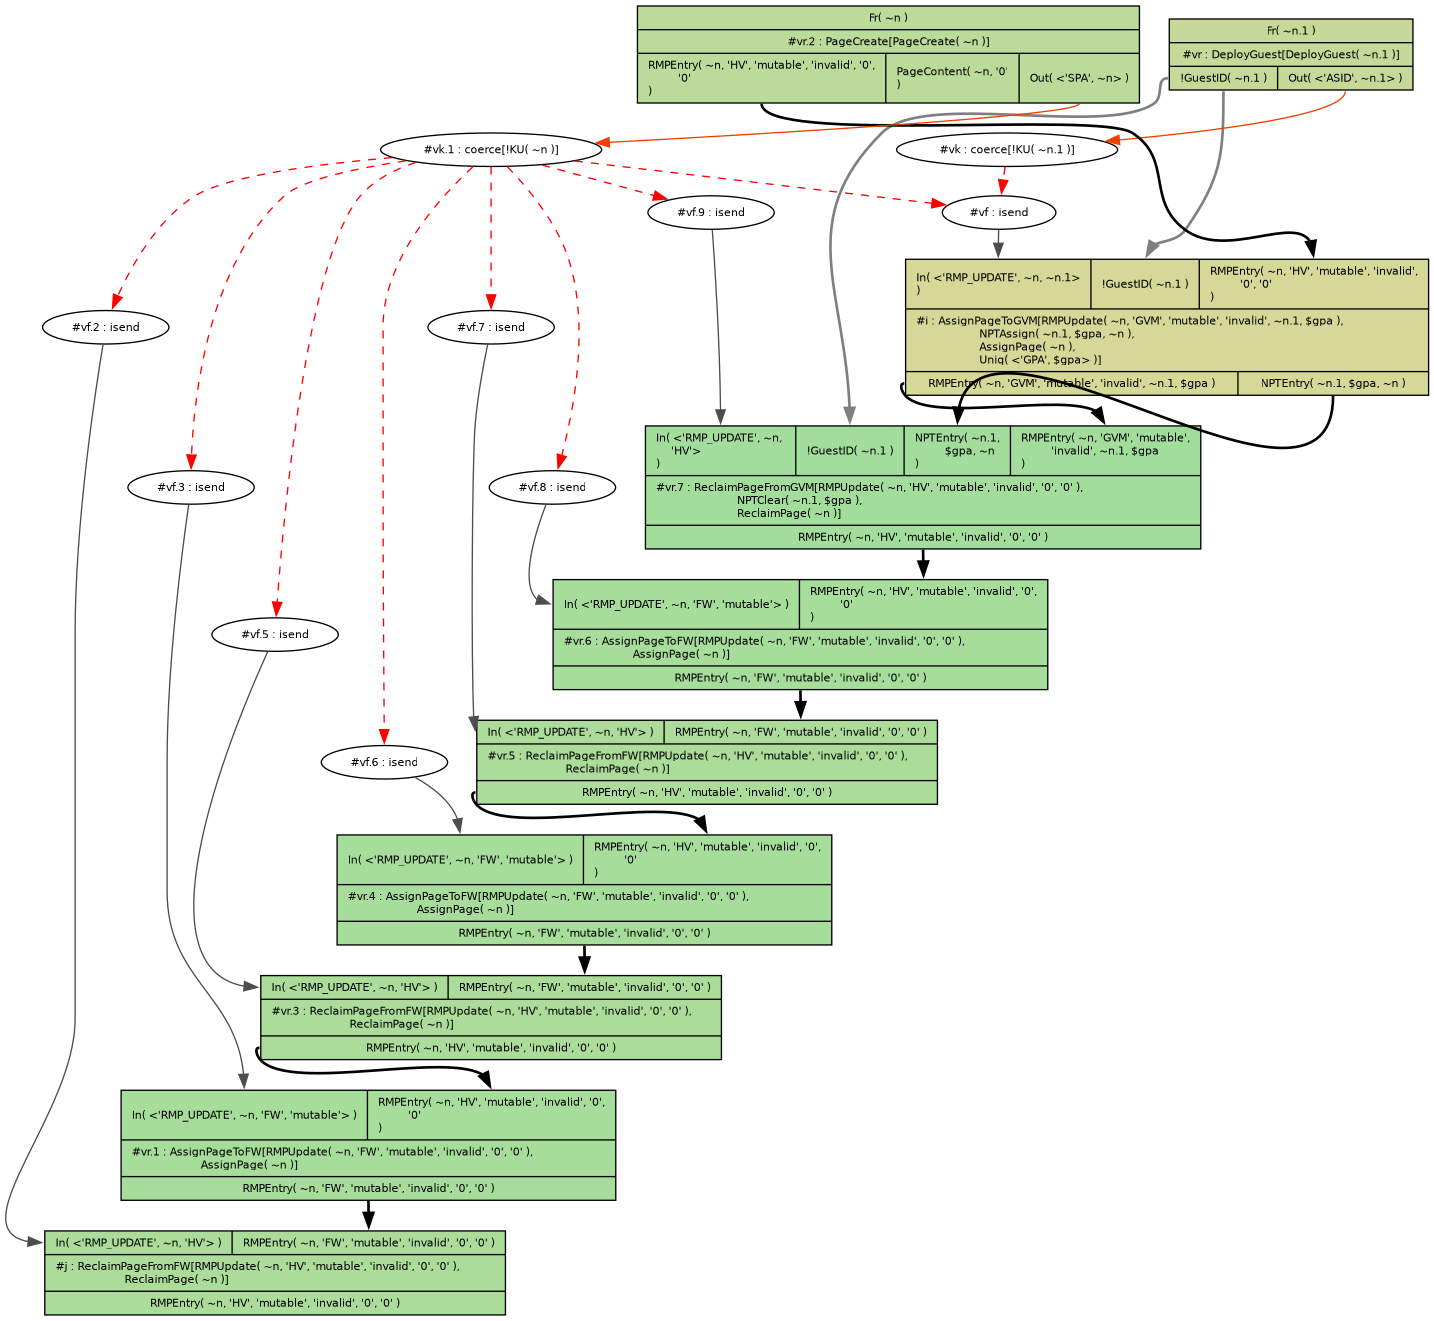 Fr( ~n )
#vr.2 : PageCreate[PageCreate( ~n )]
RMPEntry( ~n, 'HV', 'mutable', 'invalid', '0',
'0'
)
PageContent( ~n, '0'
)
Out( <'SPA', ~n> )
Fr( ~n.1 )
#vr : DeployGuest[DeployGuest( ~n.1 )]
!GuestID( ~n.1 )
Out( <'ASID', ~n.1> )
#vk.1 : coerce[!KU( ~n )]
#vk : coerce[!KU( ~n.1 )]
#vf.9 : isend
#vf : isend
In( <'RMP_UPDATE', ~n, ~n.1>
)
!GuestID( ~n.1 )
RMPEntry( ~n, 'HV', 'mutable', 'invalid',
'0', '0'
)
#i : AssignPageToGVM[RMPUpdate( ~n, 'GVM', 'mutable', 'invalid', ~n.1, $gpa ),
NPTAssign( ~n.1, $gpa, ~n ),
AssignPage( ~n ),
Uniq( <'GPA', $gpa> )]
RMPEntry( ~n, 'GVM', 'mutable', 'invalid', ~n.1, $gpa )
NPTEntry( ~n.1, $gpa, ~n )
#vf.2 : isend
#vf.7 : isend
In( <'RMP_UPDATE', ~n,
'HV'>
)
!GuestID( ~n.1 )
NPTEntry( ~n.1,
$gpa, ~n
)
RMPEntry( ~n, 'GVM', 'mutable',
'invalid', ~n.1, $gpa
)
#vr.7 : ReclaimPageFromGVM[RMPUpdate( ~n, 'HV', 'mutable', 'invalid', '0', '0' ),
NPTClear( ~n.1, $gpa ),
ReclaimPage( ~n )]
RMPEntry( ~n, 'HV', 'mutable', 'invalid', '0', '0' )
#vf.3 : isend
#vf.8 : isend
In( <'RMP_UPDATE', ~n, 'FW', 'mutable'> )
RMPEntry( ~n, 'HV', 'mutable', 'invalid', '0',
'0'
)
#vr.6 : AssignPageToFW[RMPUpdate( ~n, 'FW', 'mutable', 'invalid', '0', '0' ),
AssignPage( ~n )]
RMPEntry( ~n, 'FW', 'mutable', 'invalid', '0', '0' )
#vf.5 : isend
In( <'RMP_UPDATE', ~n, 'HV'> )
RMPEntry( ~n, 'FW', 'mutable', 'invalid', '0', '0' )
#vr.5 : ReclaimPageFromFW[RMPUpdate( ~n, 'HV', 'mutable', 'invalid', '0', '0' ),
ReclaimPage( ~n )]
RMPEntry( ~n, 'HV', 'mutable', 'invalid', '0', '0' )
#vf.6 : isend
In( <'RMP_UPDATE', ~n, 'FW', 'mutable'> )
RMPEntry( ~n, 'HV', 'mutable', 'invalid', '0',
'0'
)
#vr.4 : AssignPageToFW[RMPUpdate( ~n, 'FW', 'mutable', 'invalid', '0', '0' ),
AssignPage( ~n )]
RMPEntry( ~n, 'FW', 'mutable', 'invalid', '0', '0' )
In( <'RMP_UPDATE', ~n, 'HV'> )
RMPEntry( ~n, 'FW', 'mutable', 'invalid', '0', '0' )
#vr.3 : ReclaimPageFromFW[RMPUpdate( ~n, 'HV', 'mutable', 'invalid', '0', '0' ),
ReclaimPage( ~n )]
RMPEntry( ~n, 'HV', 'mutable', 'invalid', '0', '0' )
In( <'RMP_UPDATE', ~n, 'FW', 'mutable'> )
RMPEntry( ~n, 'HV', 'mutable', 'invalid', '0',
'0'
)
#vr.1 : AssignPageToFW[RMPUpdate( ~n, 'FW', 'mutable', 'invalid', '0', '0' ),
AssignPage( ~n )]
RMPEntry( ~n, 'FW', 'mutable', 'invalid', '0', '0' )
In( <'RMP_UPDATE', ~n, 'HV'> )
RMPEntry( ~n, 'FW', 'mutable', 'invalid', '0', '0' )
#j : ReclaimPageFromFW[RMPUpdate( ~n, 'HV', 'mutable', 'invalid', '0', '0' ),
ReclaimPage( ~n )]
RMPEntry( ~n, 'HV', 'mutable', 'invalid', '0', '0' )